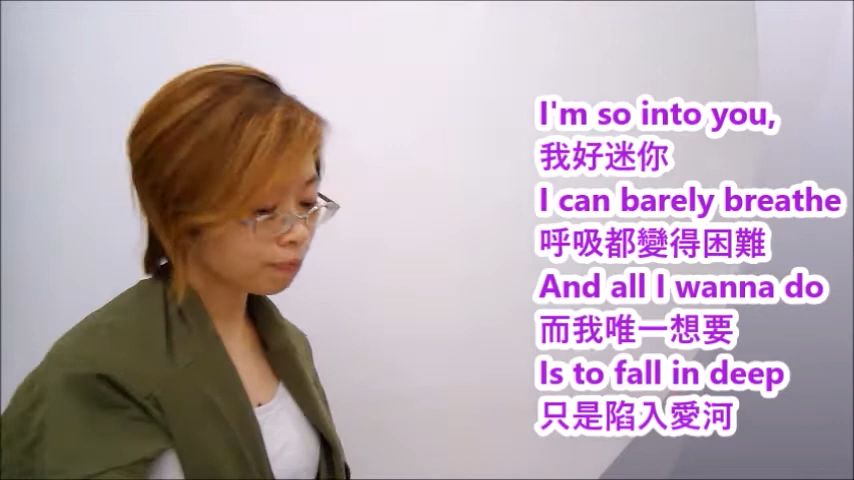 I'm so into you,
我好迷你
I can barely breathe
呼吸都變得困難
And all I wanna do
而我唯一想要
Is to fall in deep
只是陷入愛河